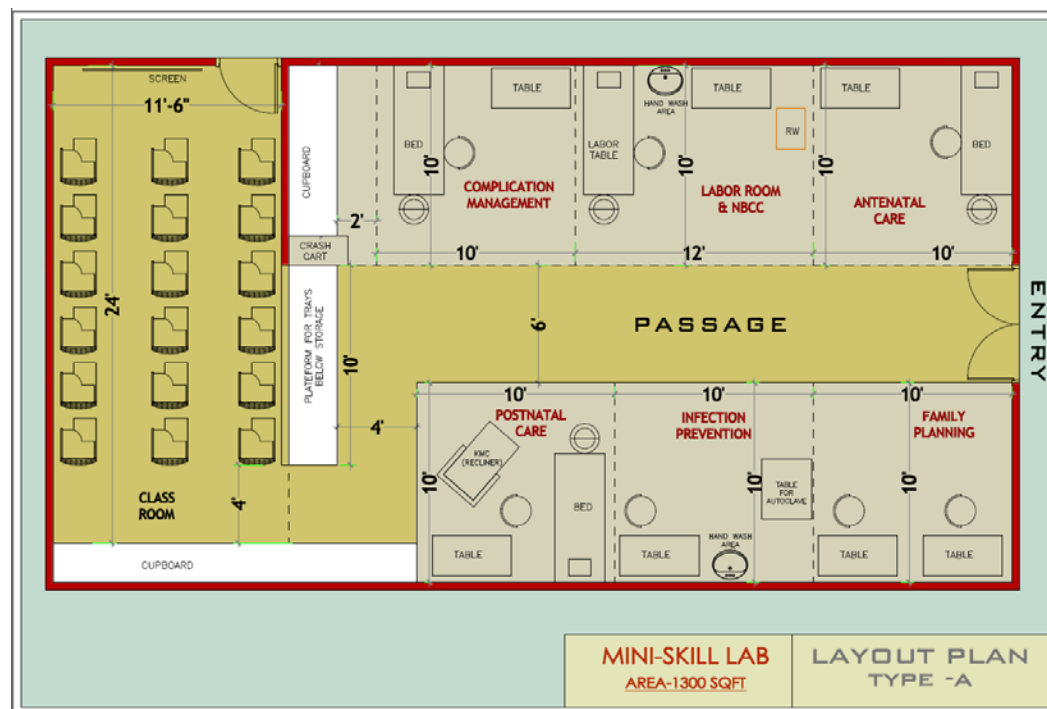 SCREEN
11'-6"
24'
CLASS
ROOM
CUPBOARD
CUPBOARD
CRASH
CART
PLATEFORM FOR TRAYS
BELCW STORAGE
2'
10'
4'
4'
BED
TABLE
10'
COMPLICATION
MANAGEMENT
10'
LABOR
TABLE
HAND WASH
AREA
TABLE
RW
10'
LABOR ROOM
& NBCC
12'
TABLE
BED
10'
ANTENATAL
CARE
10'
6'
PASSAGE
ENTRY
10'
POSTNATAL
CARE
KMC
(RECLINER)
10'
BED
TABLE
10'
INFECTION
PREVENTION
10'
TABLE
FOR
AUTOCLAVE
HAND WASH
AREA
TABLE
10'
FAMILY
PLANNING
10'
TABLE
TABLE
MINI-SKILL LAB
AREA-1300 SQFT
LAYOUT PLAN
TYPE -A